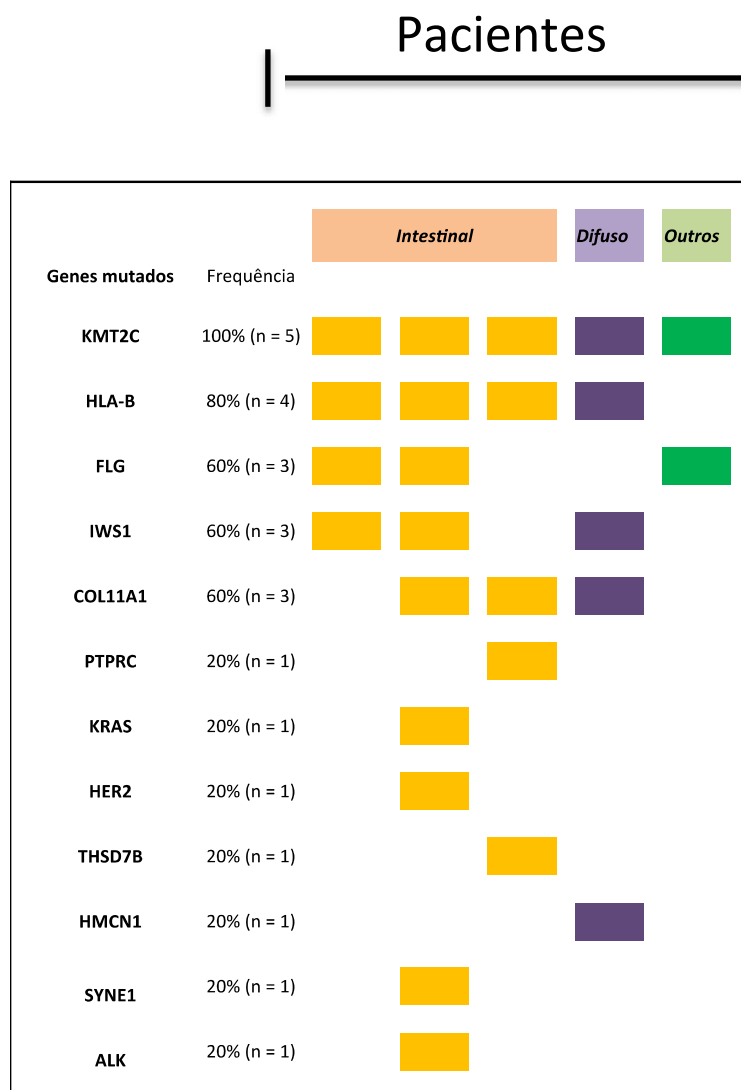 Pacientes
Intestinal Difuso Outros
Genes mutados Frequência
KMT2C 100% (n = 5)
HLA-B 80% (n = 4)
FLG 60% (n = 3)
IWS1 60% (n = 3)
COL11A1 60% (n = 3)
PTPRC 20% (n = 1)
KRAS 20% (n = 1)
HER2 20% (n = 1)
THSD7B 20% (n = 1)
HMCN1 20% (n = 1)
SYNE1 20% (n = 1)
ALK 20% (n = 1)